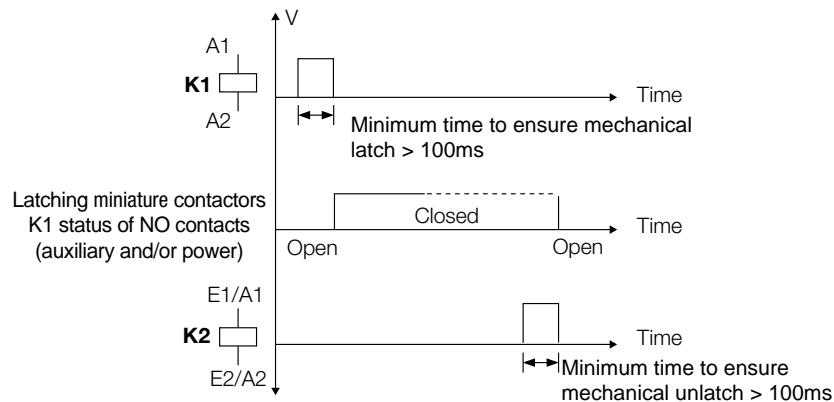 V
A1
K1
A2
Time
Minimum time to ensure mechanical
latch > 100ms
Latching miniature contactors
K1 status of NO contacts
(auxiliary and/or power)
Closed
Time
Open
Open
E1/A1
K2
E2/A2
Time
Minimum time to ensure
mechanical unlatch > 100ms